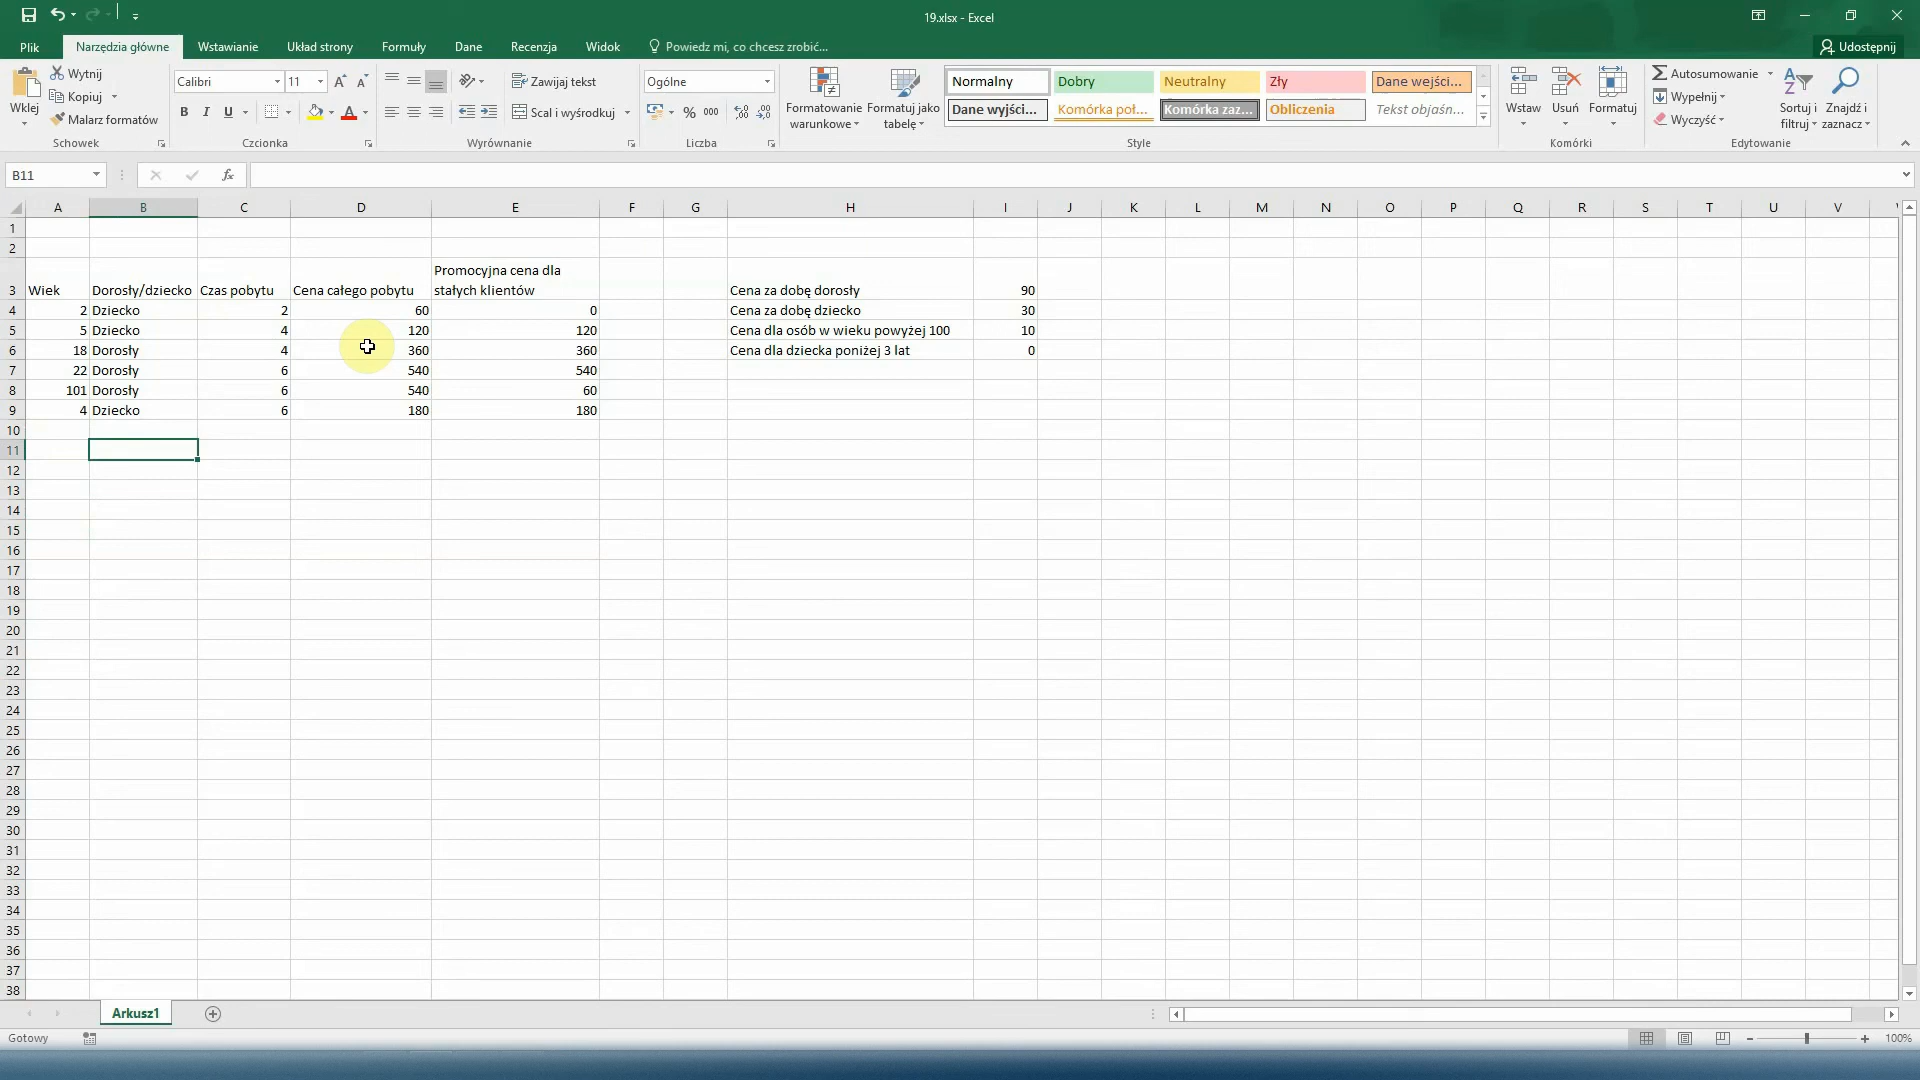 19.xlsx - Excel
Plik Narzędzia główne Wstawianie Układ strony Formuły Dane Recenzja Widok Powiedz mi, co chcesz zrobić... Udostępnij
Wklej
Wytnij
Kopiuj
Malarz formatów
Schowek
Calibri 11
B I U A
Czcionka
Zawijaj tekst
Scal i wyśrodkuj
Wyrównanie
Ogólne
% 000
Liczba
Formatowanie warunkowe
Formatuj jako tabelę
Normalny Dobry Neutralny Zły Dane wejści...
Dane wyjści... Komórka poł... Komórka zaz... Obliczenia Tekst objaśn...
Style
Wstaw Usuń Formatuj
Komórki
Autosumowanie
Wypełnij
Wyczyść
Sortuj i filtruj
Znajdź i zaznacz
Edytowanie
B11 fx
A B C D E F G H I J K L M N O P Q R S T U V
1
2
3 Wiek Dorosły/dziecko Czas pobytu Cena całego pobytu Promocyjna cena dla stałych klientów Cena za dobę dorosły 90
4 2 Dziecko 2 60 0 Cena za dobę dziecko 30
5 5 Dziecko 4 120 120 Cena dla osób w wieku powyżej 100 10
6 18 Dorosły 4 360 360 Cena dla dziecka poniżej 3 lat 0
7 22 Dorosły 6 540 540
8 101 Dorosły 6 540 60
9 4 Dziecko 6 180 180
10
11
12
13
14
15
16
17
18
19
20
21
22
23
24
25
26
27
28
29
30
31
32
33
34
35
36
37
38
Arkusz1
Gotowy 100%